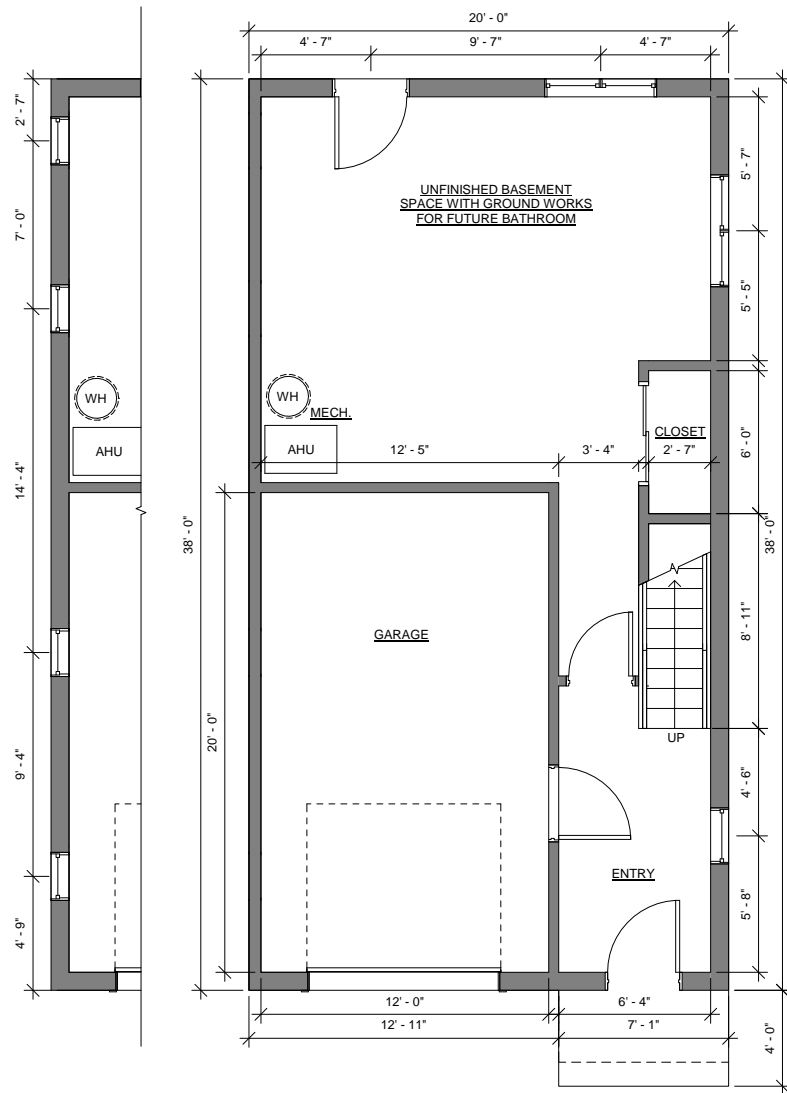 20' - 0"
4' - 7"
9' - 7"
4' - 7"
2' - 7"
7' - 0"
14' - 4"
9' - 4"
4' - 9"
WH
AHU
38' - 0"
UNFINISHED BASEMENT
SPACE WITH GROUND WORKS
FOR FUTURE BATHROOM
5' - 7"
5' - 5"
WH
MECH.
AHU
12' - 5"
3' - 4"
CLOSET
2' - 7"
6' - 0"
38' - 0"
GARAGE
20' - 0"
8' - 11"
UP
4' - 6"
ENTRY
5' - 8"
12' - 0"
6' - 4"
12' - 11"
7' - 1"
4' - 0"